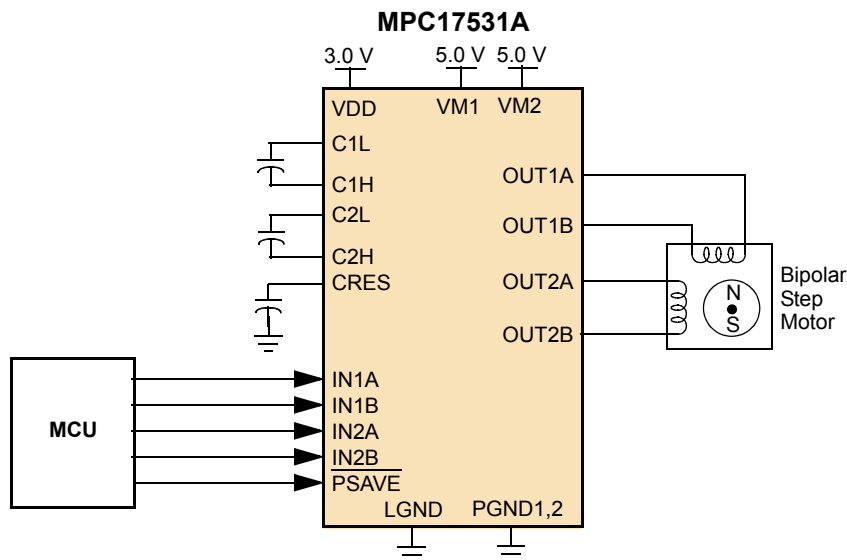 MPC17531A
3.0 V
5.0 V
5.0 V
VDD
VM1
VM2
C1L
C1H
C2L
C2H
CRES
OUT1A
OUT1B
OUT2A
OUT2B
N
S
Bipolar
Step
Motor
MCU
IN1A
IN1B
IN2A
IN2B
PSAVE
LGND
PGND1,2